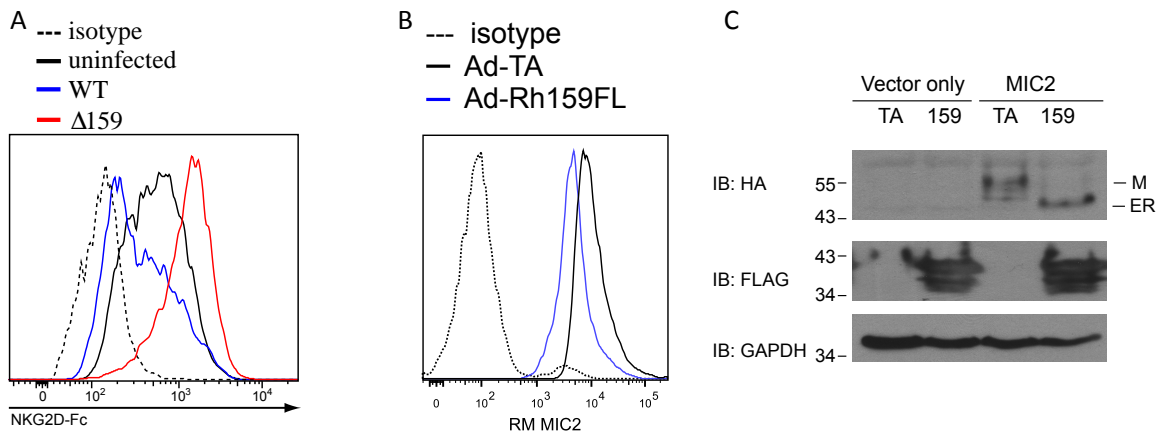 A
--- isotype
uninfected
WT
Δ159
0 10² 10³ 10⁴
NKG2D-Fc
B
--- isotype
Ad-TA
Ad-Rh159FL
0 10² 10³ 10⁴ 10⁵
RM MIC2
C
Vector only MIC2
TA 159 TA 159
IB: HA 55– – M
43– – ER
IB: FLAG 43–
34–
IB: GAPDH 34–